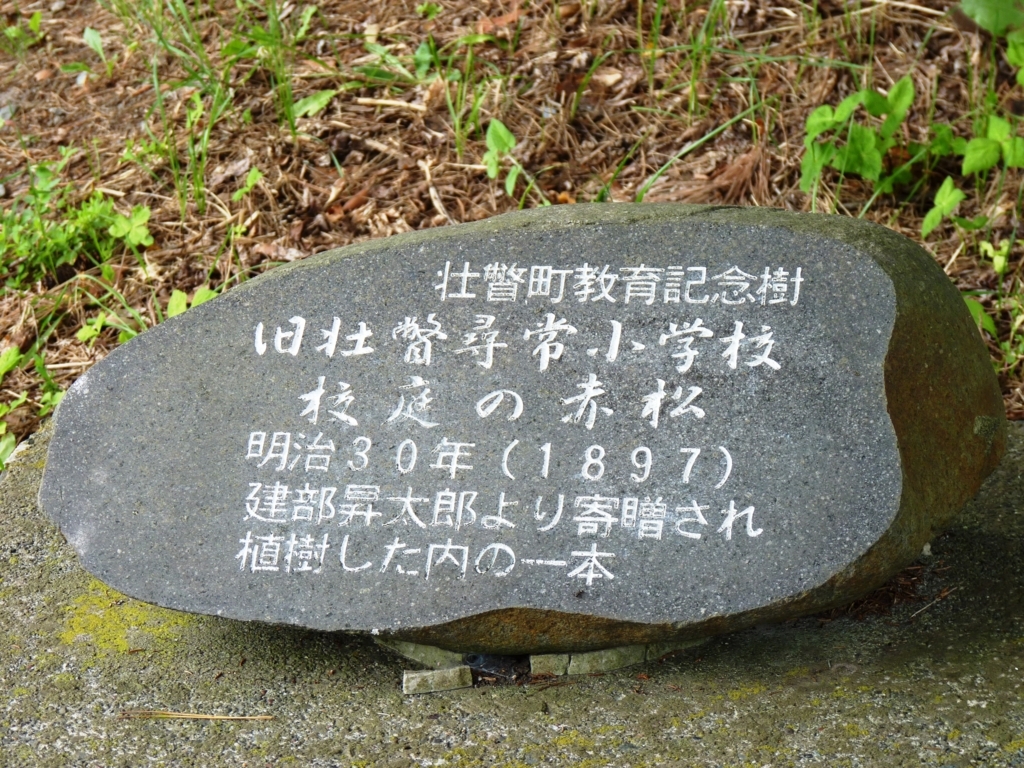 壮瞥町教育記念樹
旧壮瞥尋常小学校
校庭の赤松
明治30年(1897)
建部昇太郎より寄贈され
植樹した内の一本